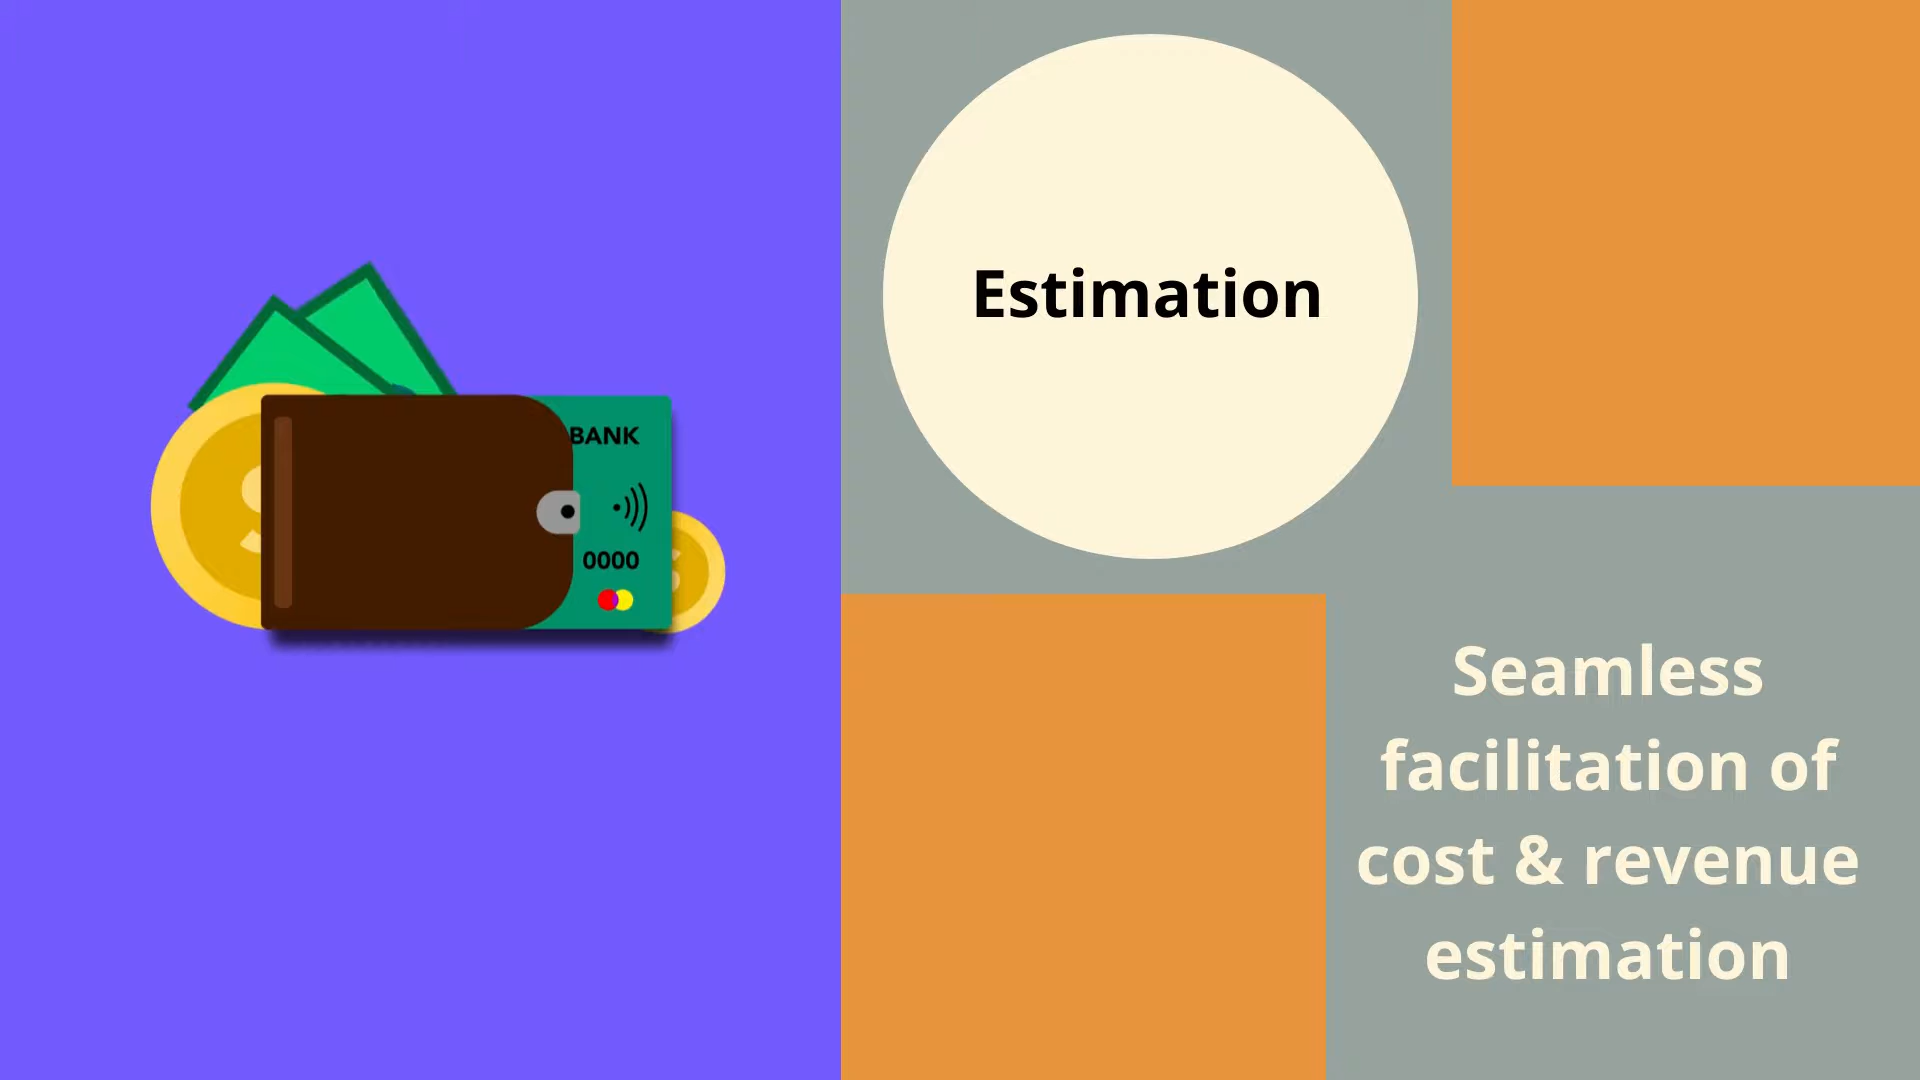 BANK
0000
Estimation
Seamless
facilitation of
cost & revenue
estimation